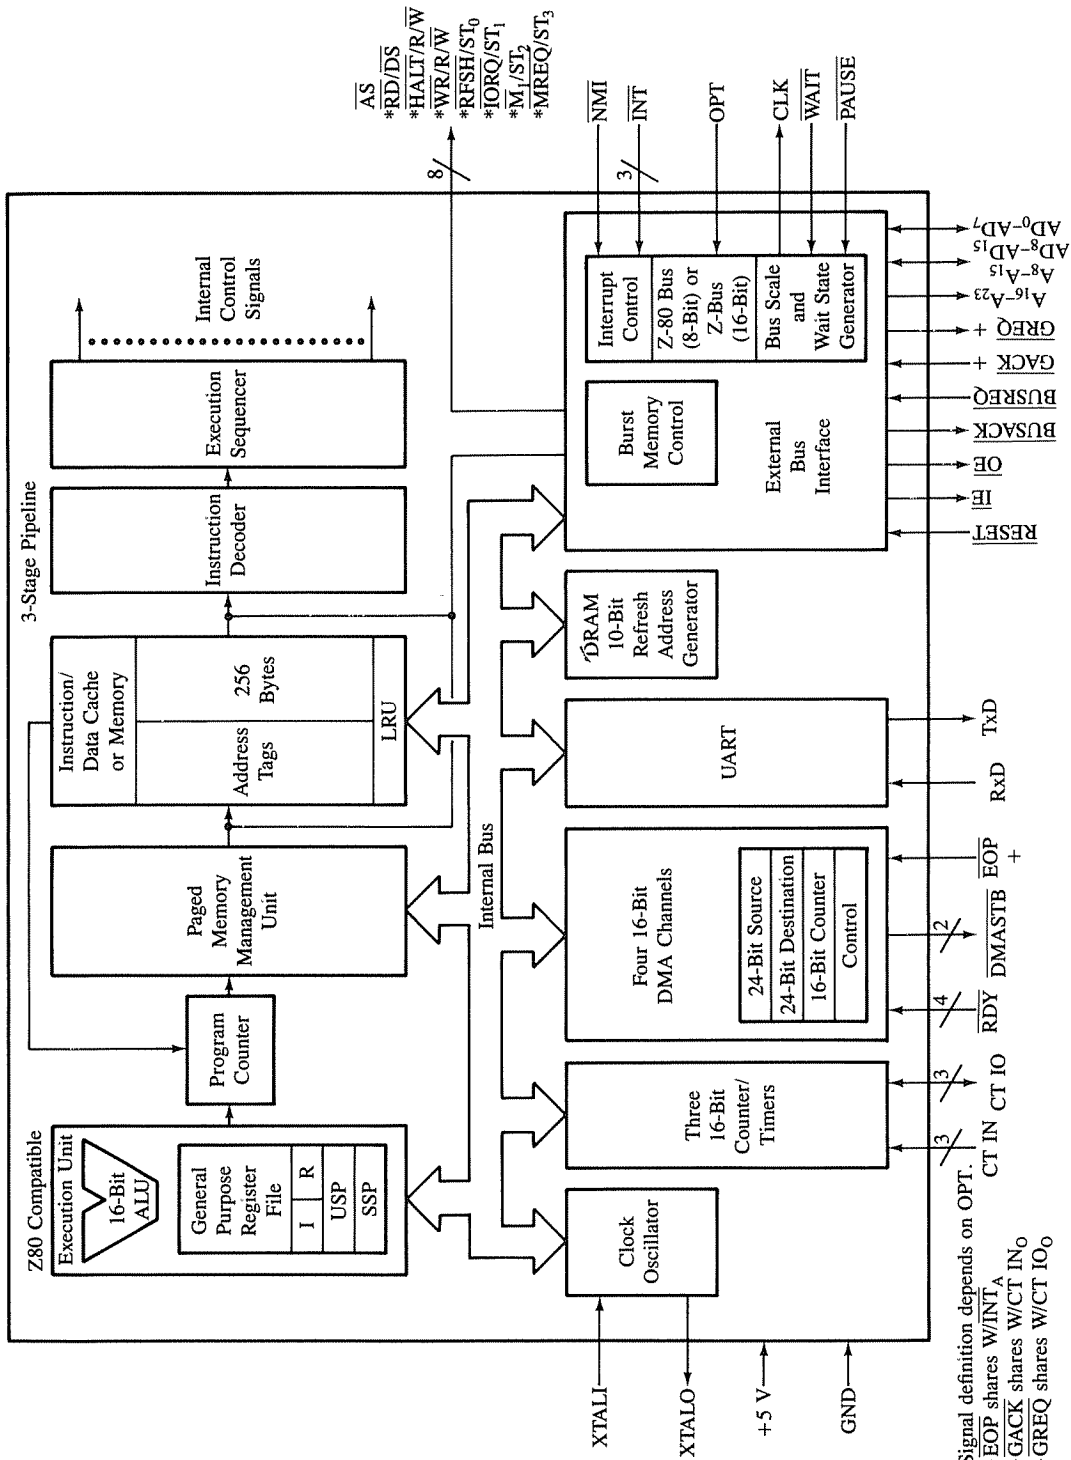 3-Stage Pipeline
Z80 Compatible
Execution Unit
16-Bit
ALU
General
Purpose
Register
File
I
R
USP
SSP
Program
Counter
Paged
Memory
Management
Unit
Instruction/
Data Cache
or Memory
Address
Tags
256
Bytes
LRU
Instruction
Decoder
Execution
Sequencer
Internal
Control
Signals
Internal Bus
AS
*RD/DS
*HALT/R/W
*WR/R/W
*RFSH/ST0
*IORQ/ST1
*M1/ST2
*MREQ/ST3
8
Clock
Oscillator
Three
16-Bit
Counter/
Timers
Four 16-Bit
DMA Channels
24-Bit Source
24-Bit Destination
16-Bit Counter
Control
UART
DRAM
10-Bit
Refresh
Address
Generator
Burst
Memory
Control
External
Bus
Interface
Interrupt
Control
Z-80 Bus
(8-Bit) or
Z-Bus
(16-Bit)
Bus Scale
and
Wait State
Generator
NMI
3
INT
OPT
CLK
WAIT
PAUSE
XTALI
XTALO
+5 V
GND
3
CT IN
3
CT IO
4
RDY
2
DMASTB
EOP
+
RxD
TxD
RESET
IE
OE
BUSACK
BUSREQ
GACK +
GREQ +
A16–A23
A8–A15
AD8–AD15
AD0–AD7
Signal definition depends on OPT.
EOP shares W/INTA
GACK shares W/CT IN0
GREQ shares W/CT IO0